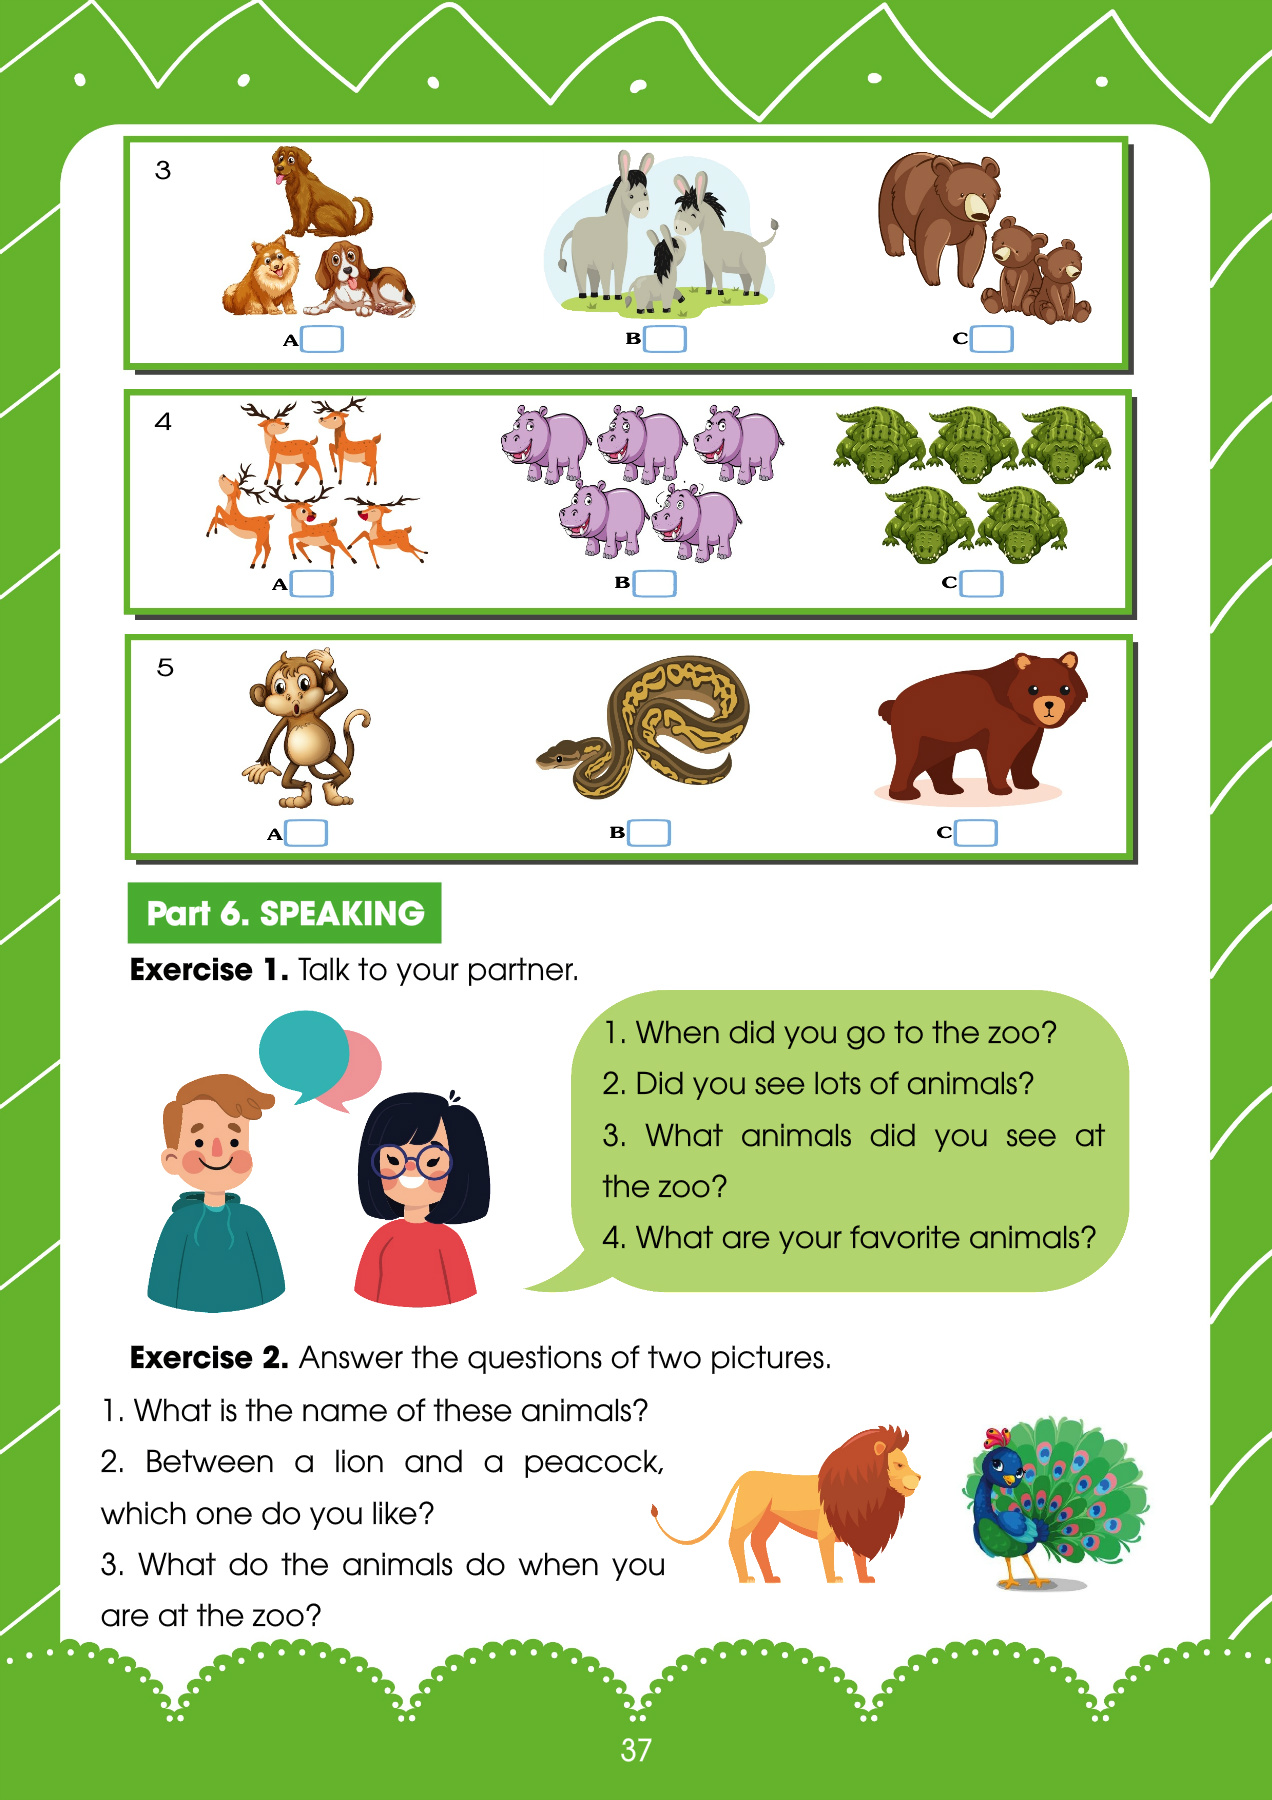 3
A
B
C
4
A
B
C
5
A
B
C
Part 6. SPEAKING
Exercise 1. Talk to your partner.
1. When did you go to the zoo?
2. Did you see lots of animals?
3. What animals did you see at
the zoo?
4. What are your favorite animals?
Exercise 2. Answer the questions of two pictures.
1. What is the name of these animals?
2. Between a lion and a peacock,
which one do you like?
3. What do the animals do when you
are at the zoo?
37